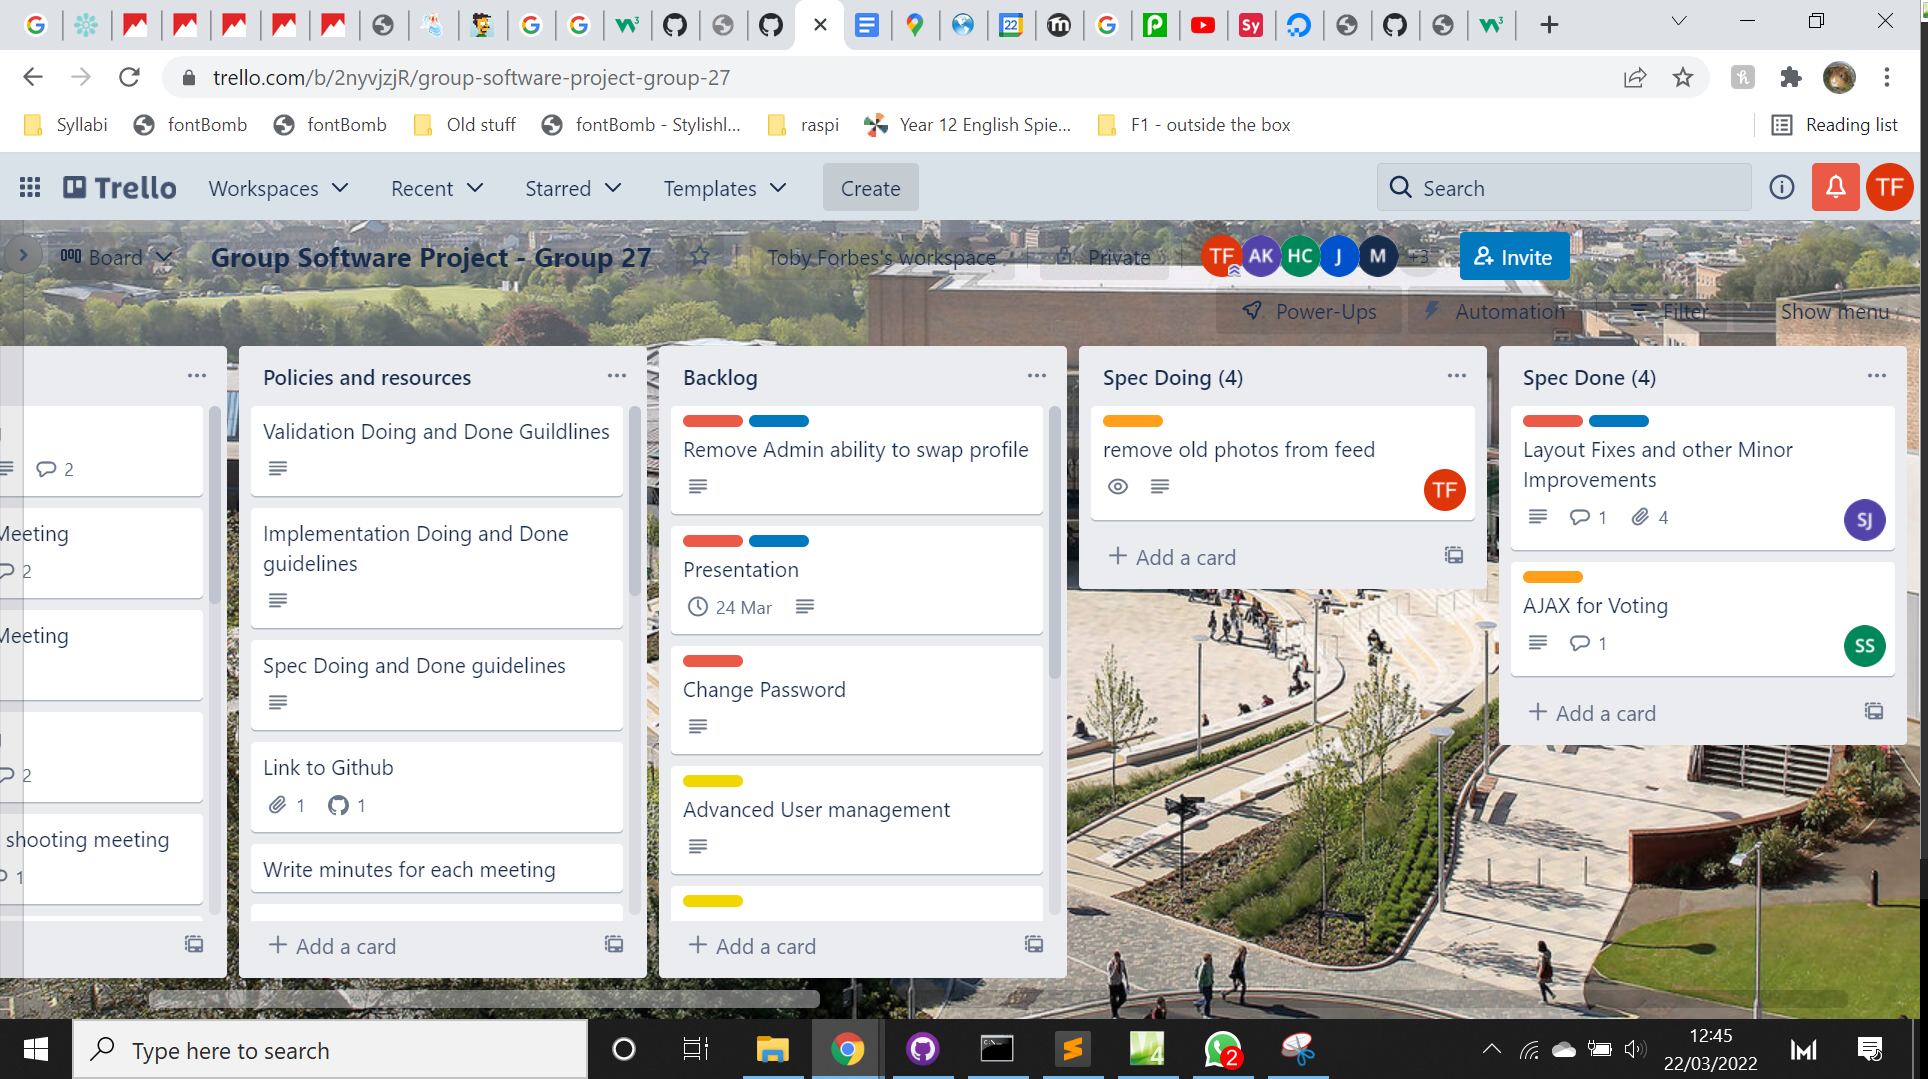 trello.com/b/2nyvjzjR/group-software-project-group-27
Syllabi
fontBomb
fontBomb
Old stuff
fontBomb - Stylishl...
raspi
Year 12 English Spie...
F1 - outside the box
Reading list
Trello
Workspaces
Recent
Starred
Templates
Create
Search
TF
Board
Group Software Project - Group 27
Toby Forbes's workspace
Private
TF
AK
HC
J
M
+3
Invite
Power-Ups
Automation
Filter
Show menu
2
Meeting
2
Meeting
2
shooting meeting
1
Policies and resources
Validation Doing and Done Guildlines
Implementation Doing and Done
guidelines
Spec Doing and Done guidelines
Link to Github
1
1
Write minutes for each meeting
+ Add a card
Backlog
Remove Admin ability to swap profile
Presentation
24 Mar
Change Password
Advanced User management
+ Add a card
Spec Doing (4)
remove old photos from feed
TF
+ Add a card
Spec Done (4)
Layout Fixes and other Minor
Improvements
1
4
SJ
AJAX for Voting
1
SS
+ Add a card
Type here to search
4
2
12:45
22/03/2022